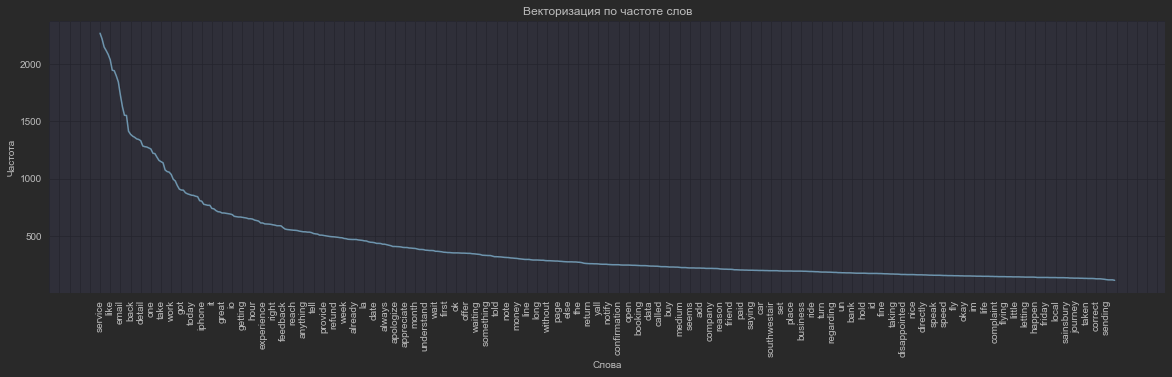 Векторизация по частоте слов
Частота
2000
1500
1000
500
service
like
email
back
detail
one
take
work
got
today
iphone
it
great
io
getting
hour
experience
right
feedback
reach
anything
tell
provider
refund
week
already
la
date
always
apologize
appreciate
month
understand
wait
first
ok
offer
waiting
something
told
note
money
line
long
without
page
else
the
return
yall
notify
confirmation
open
booking
data
called
buy
medium
seems
add
company
reason
friend
paid
saying
car
southwestair
set
place
business
ride
turn
regarding
um
bank
hold
id
fine
taking
disappointed
nice
directly
speak
speed
fly
okay
im
life
complaint
flying
little
letting
happen
friday
local
sainsbury
journey
taken
correct
sending
Слова